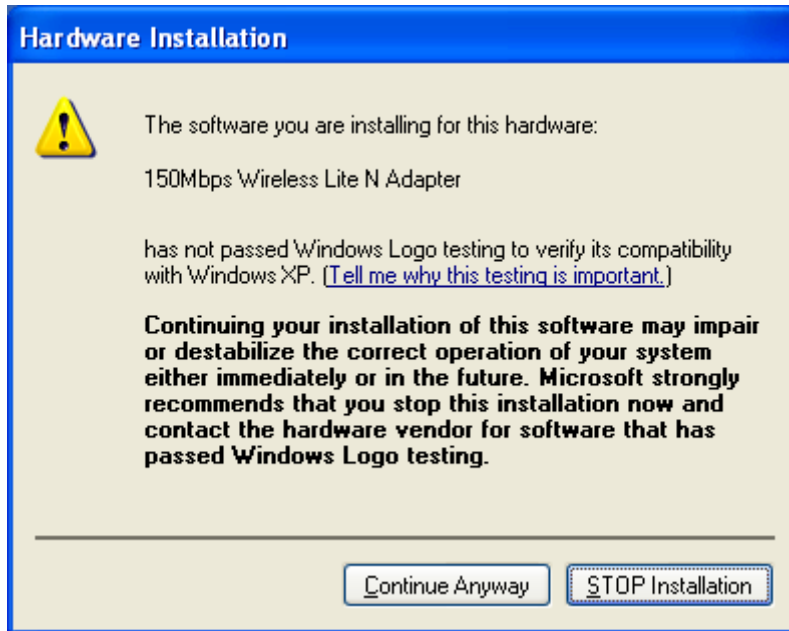 Hardware Installation
The software you are installing for this hardware:
150Mbps Wireless Lite N Adapter
has not passed Windows Logo testing to verify its compatibility
with Windows XP. (Tell me why this testing is important.)
Continuing your installation of this software may impair
or destabilize the correct operation of your system
either immediately or in the future. Microsoft strongly
recommends that you stop this installation now and
contact the hardware vendor for software that has
passed Windows Logo testing.
Continue Anyway
STOP Installation